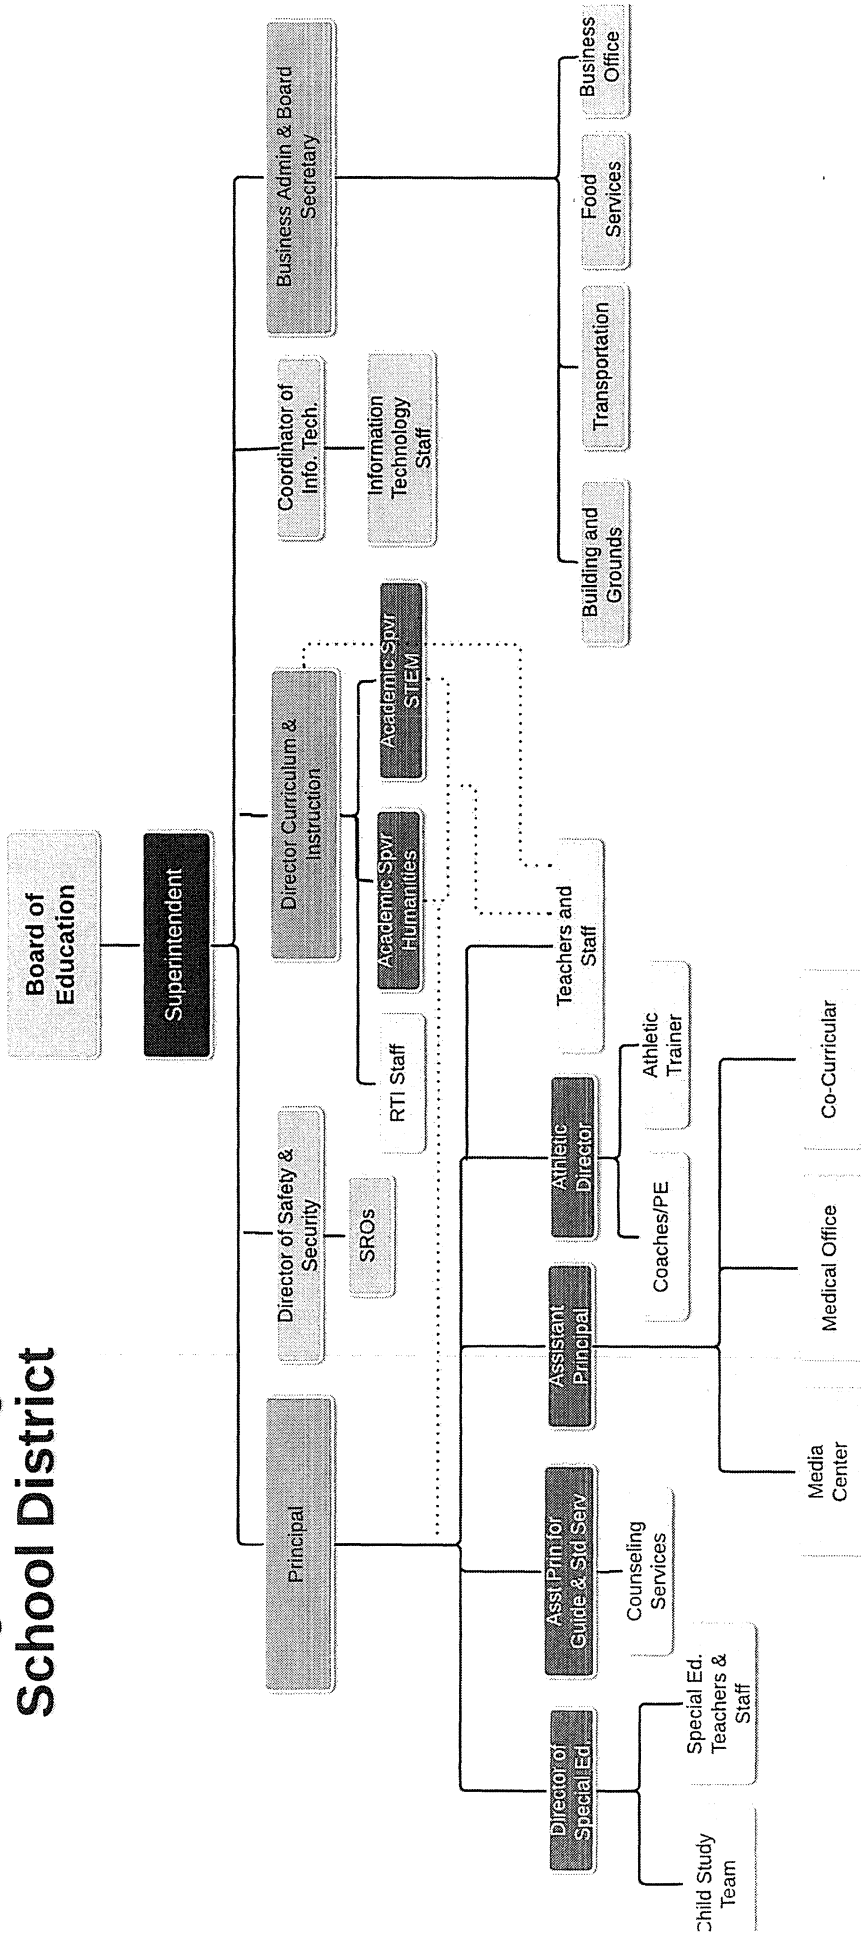 School District
Board of
Education
Superintendent
Principal
Director of Safety &
Security
SROs
Director Curriculum &
Instruction
RTI Staff
Academic Spvr
Humanities
Academic Spvr
STEM
Coordinator of
Info. Tech.
Information
Technology
Staff
Business Admin & Board
Secretary
Building and
Grounds
Transportation
Food
Services
Business
Office
Director of
Special Ed.
Asst Prin for
Guide & Std Serv
Assistant
Principal
Athletic
Director
Teachers and
Staff
Study
Team
Special Ed.
Teachers &
Staff
Counseling
Services
Coaches/PE
Athletic
Trainer
Media
Center
Medical Office
Co-Curricular